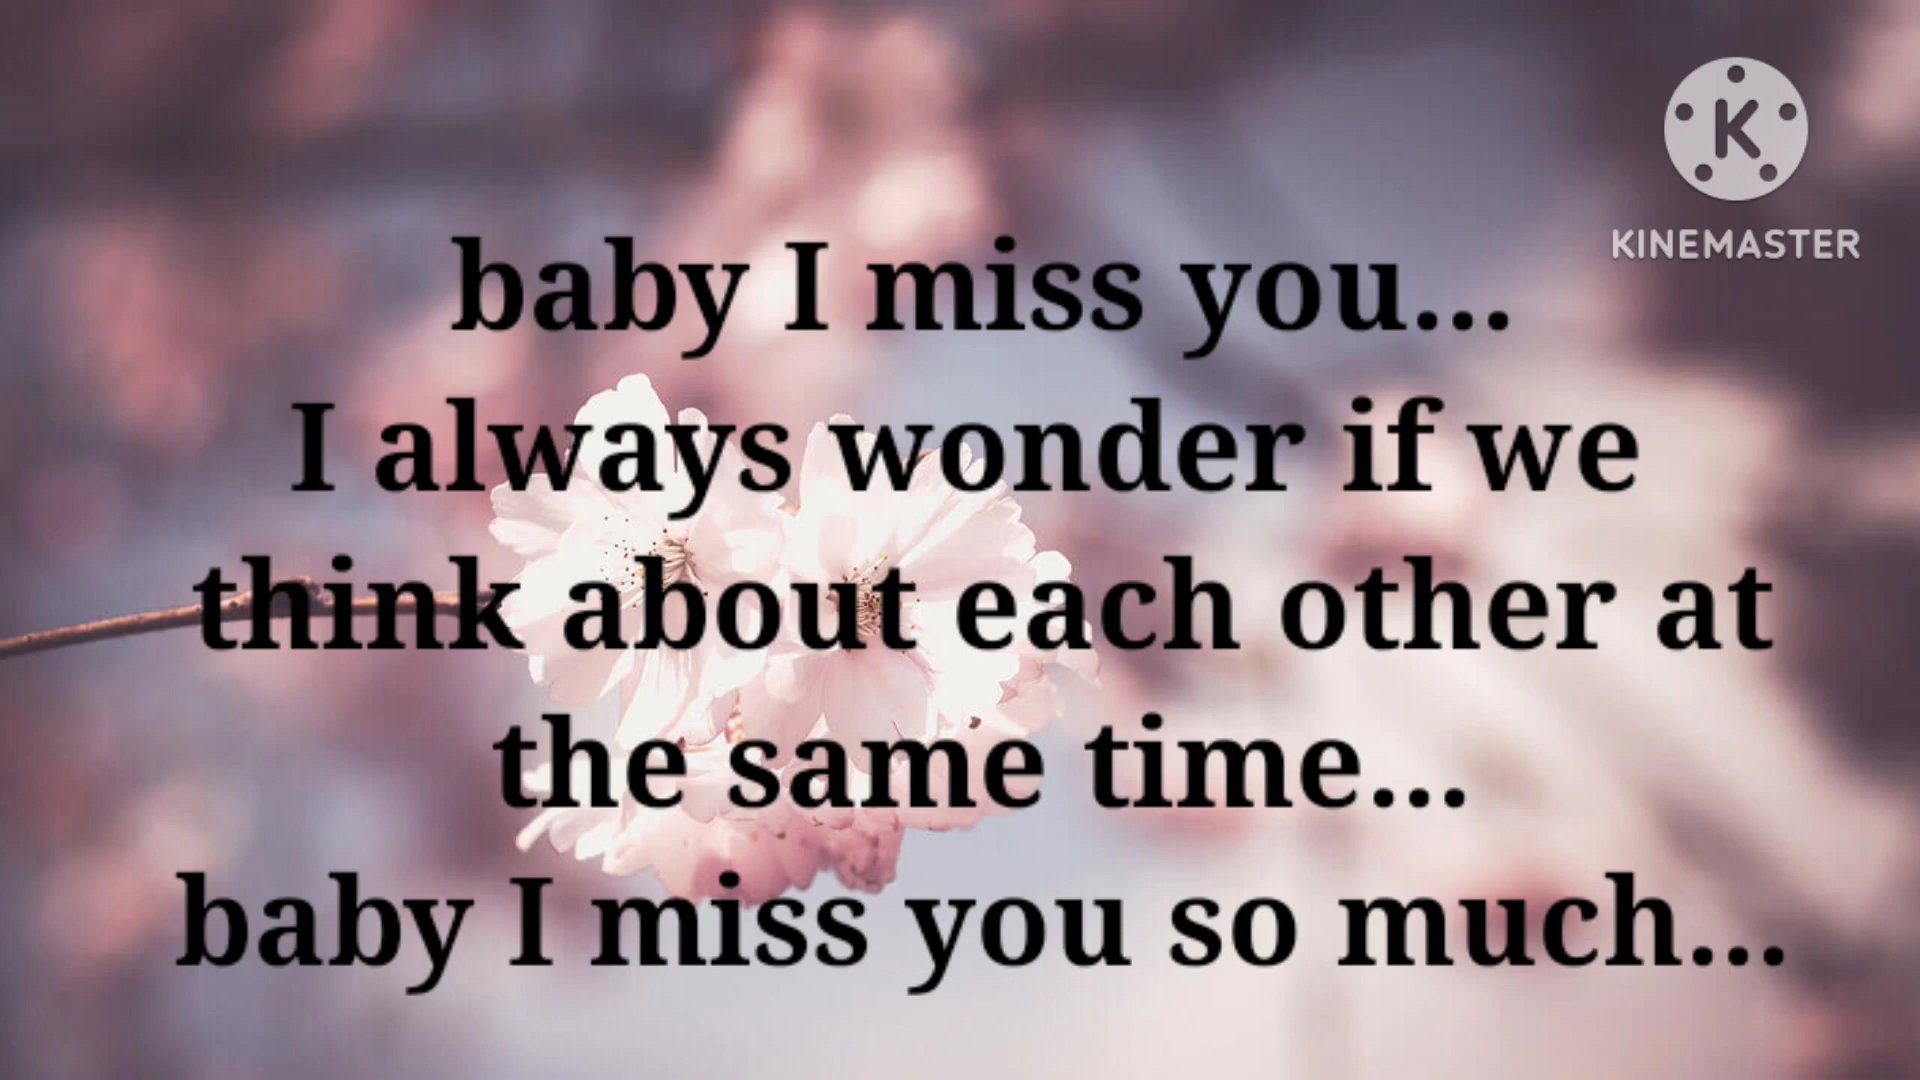 K
KINEMASTER
baby I miss you...
I always wonder if we
think about each other at
the same time...
baby I miss you so much...